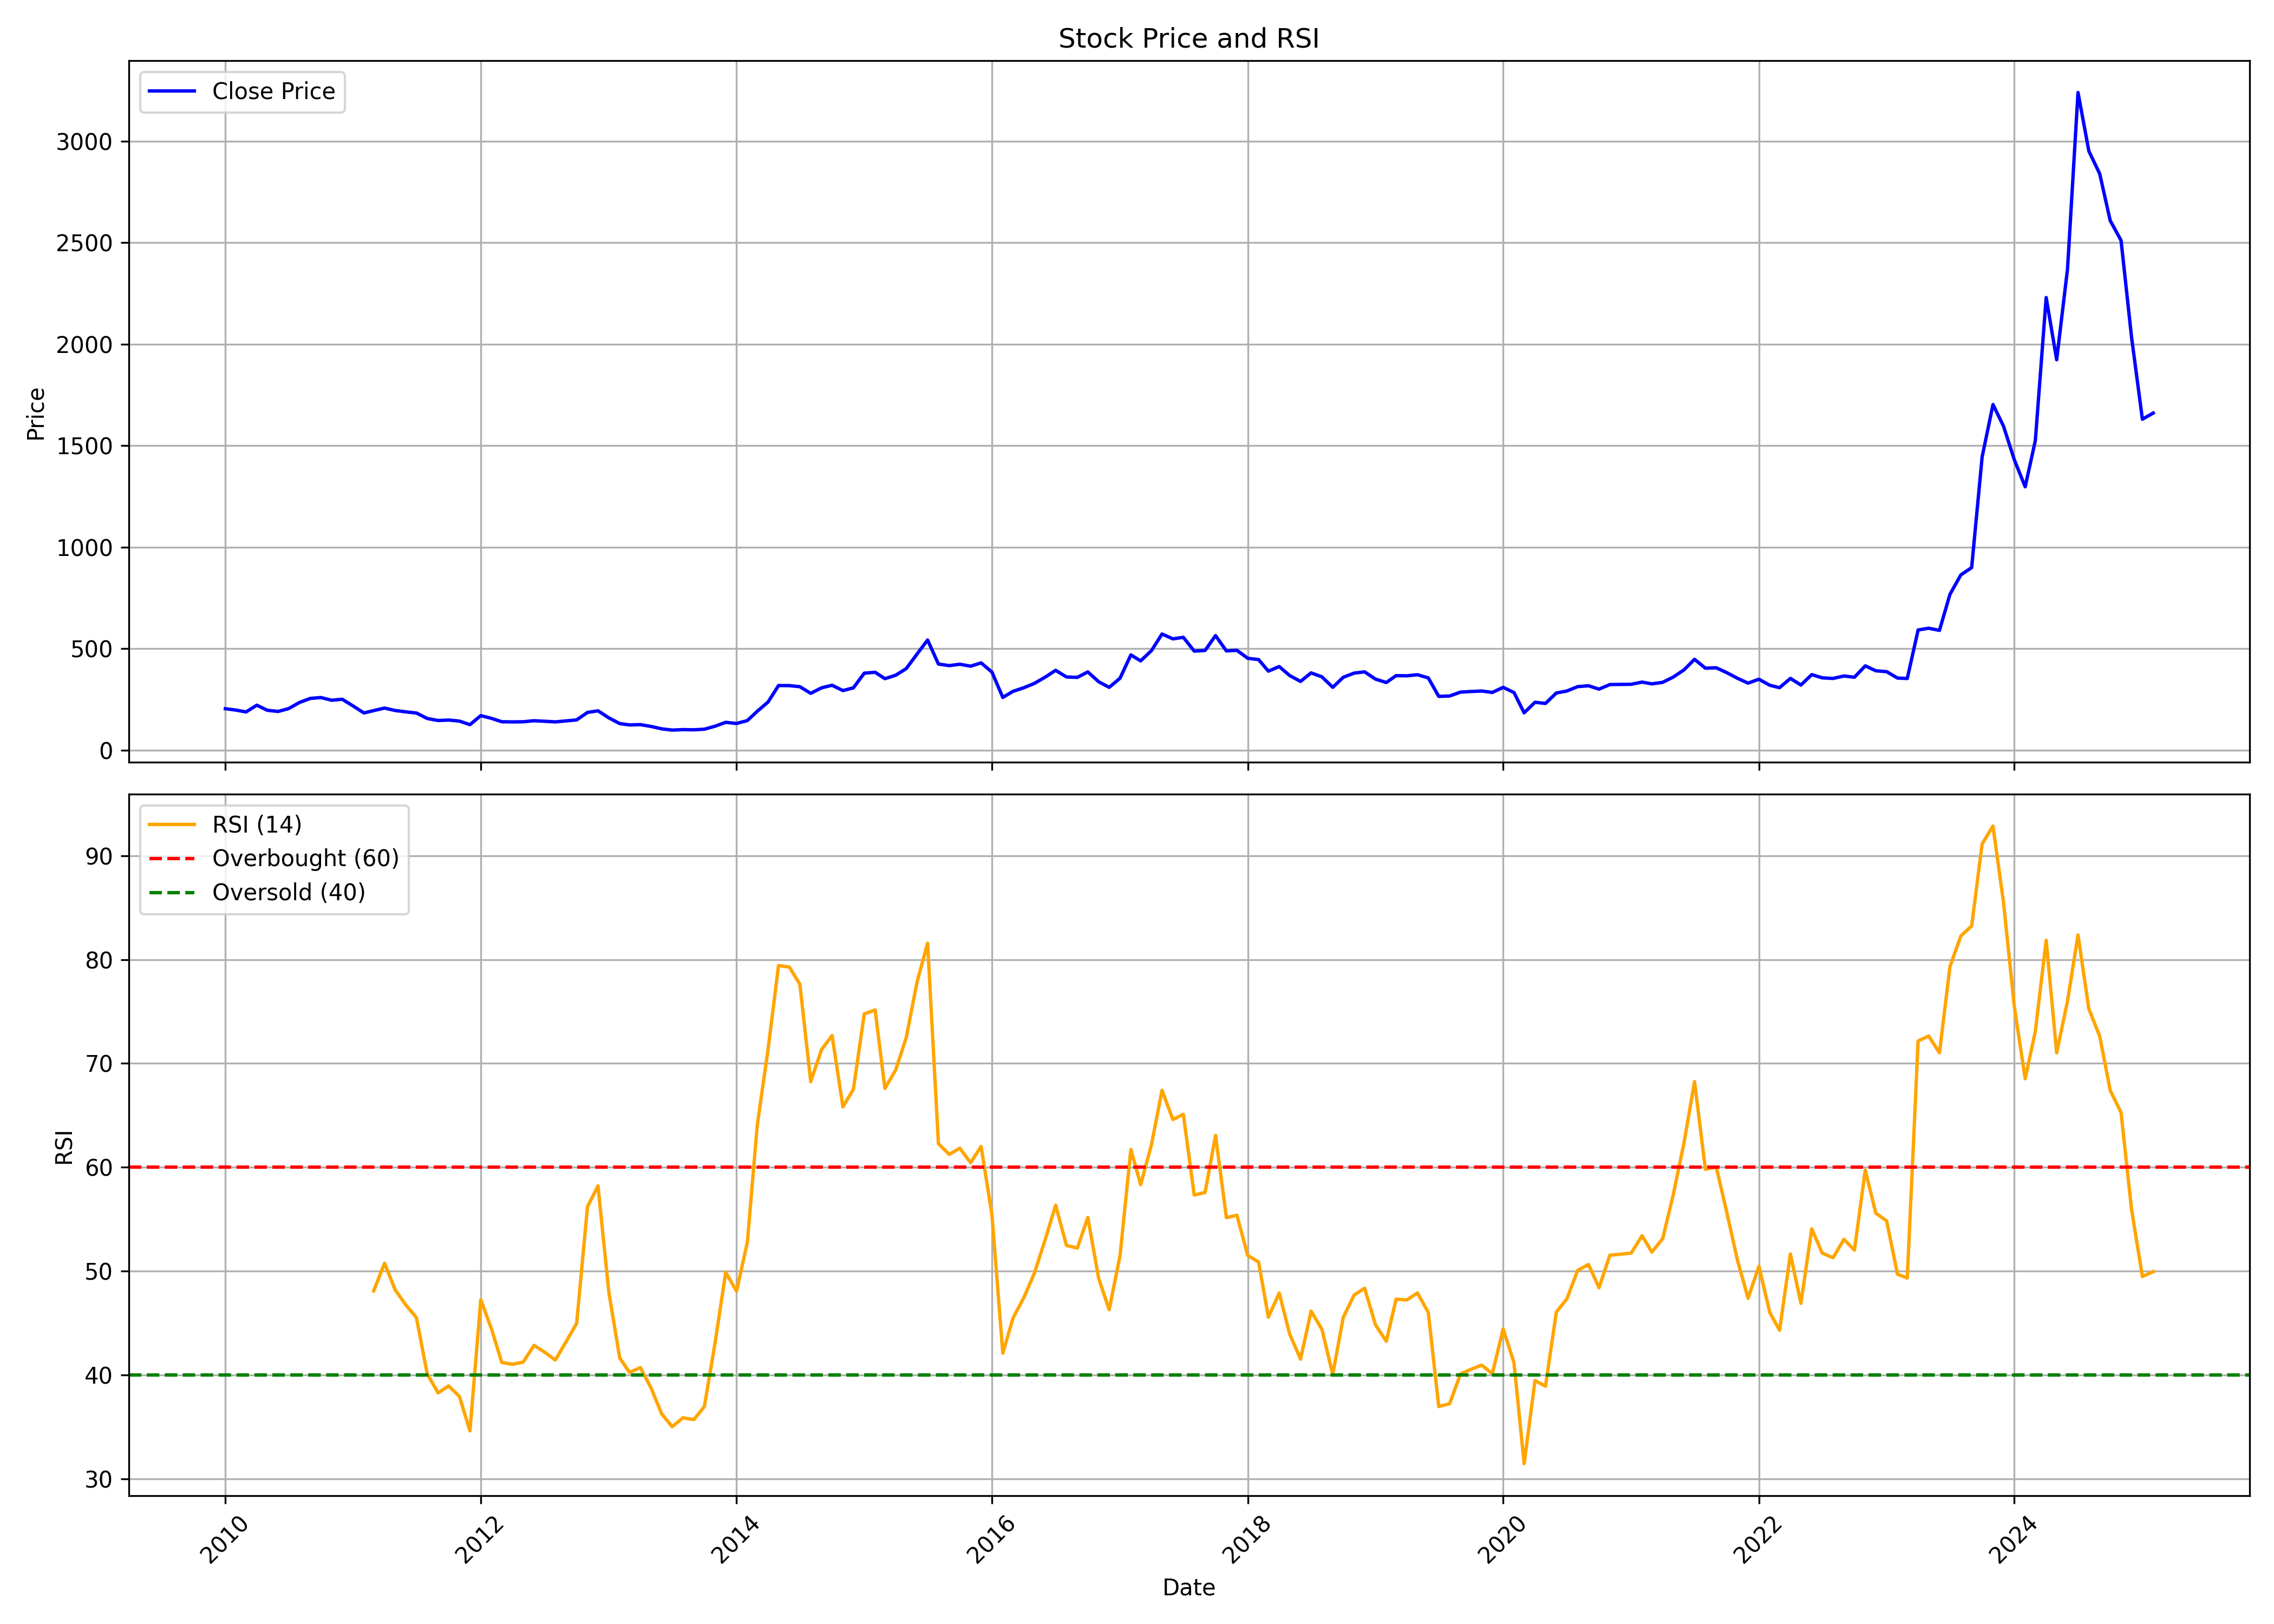 Stock Price and RSI
Close Price
3000
2500
2000
1500
1000
500
0
Price
RSI (14)
Overbought (60)
Oversold (40)
90
80
70
60
50
40
30
RSI
2010 2012 2014 2016 2018 2020 2022 2024
Date